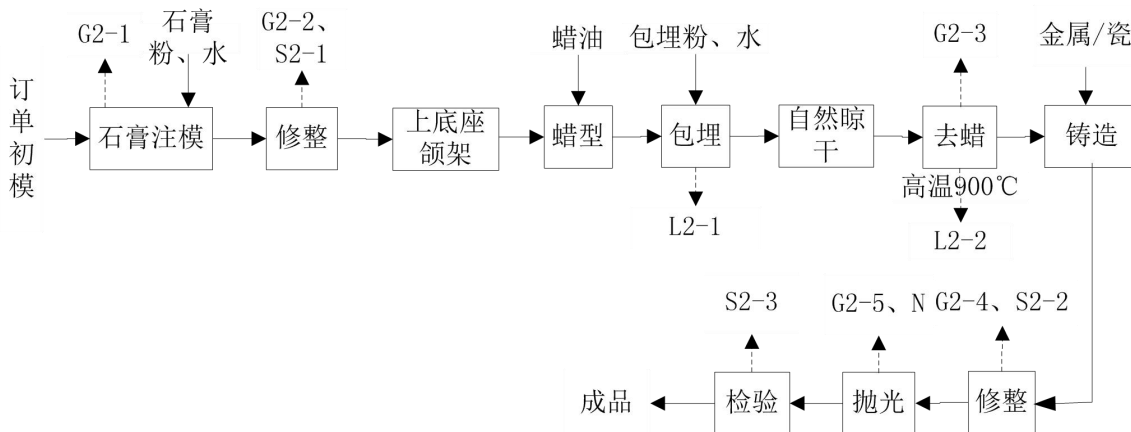 G2-1
石膏
粉、水
G2-2、
S2-1
蜡油
包埋粉、水
G2-3
金属/瓷
订单初模
石膏注模
修整
上底座
颌架
蜡型
包埋
自然晾
干
去蜡
铸造
高温900℃
L2-1
L2-2
S2-3
G2-5、N
G2-4、S2-2
成品
检验
抛光
修整